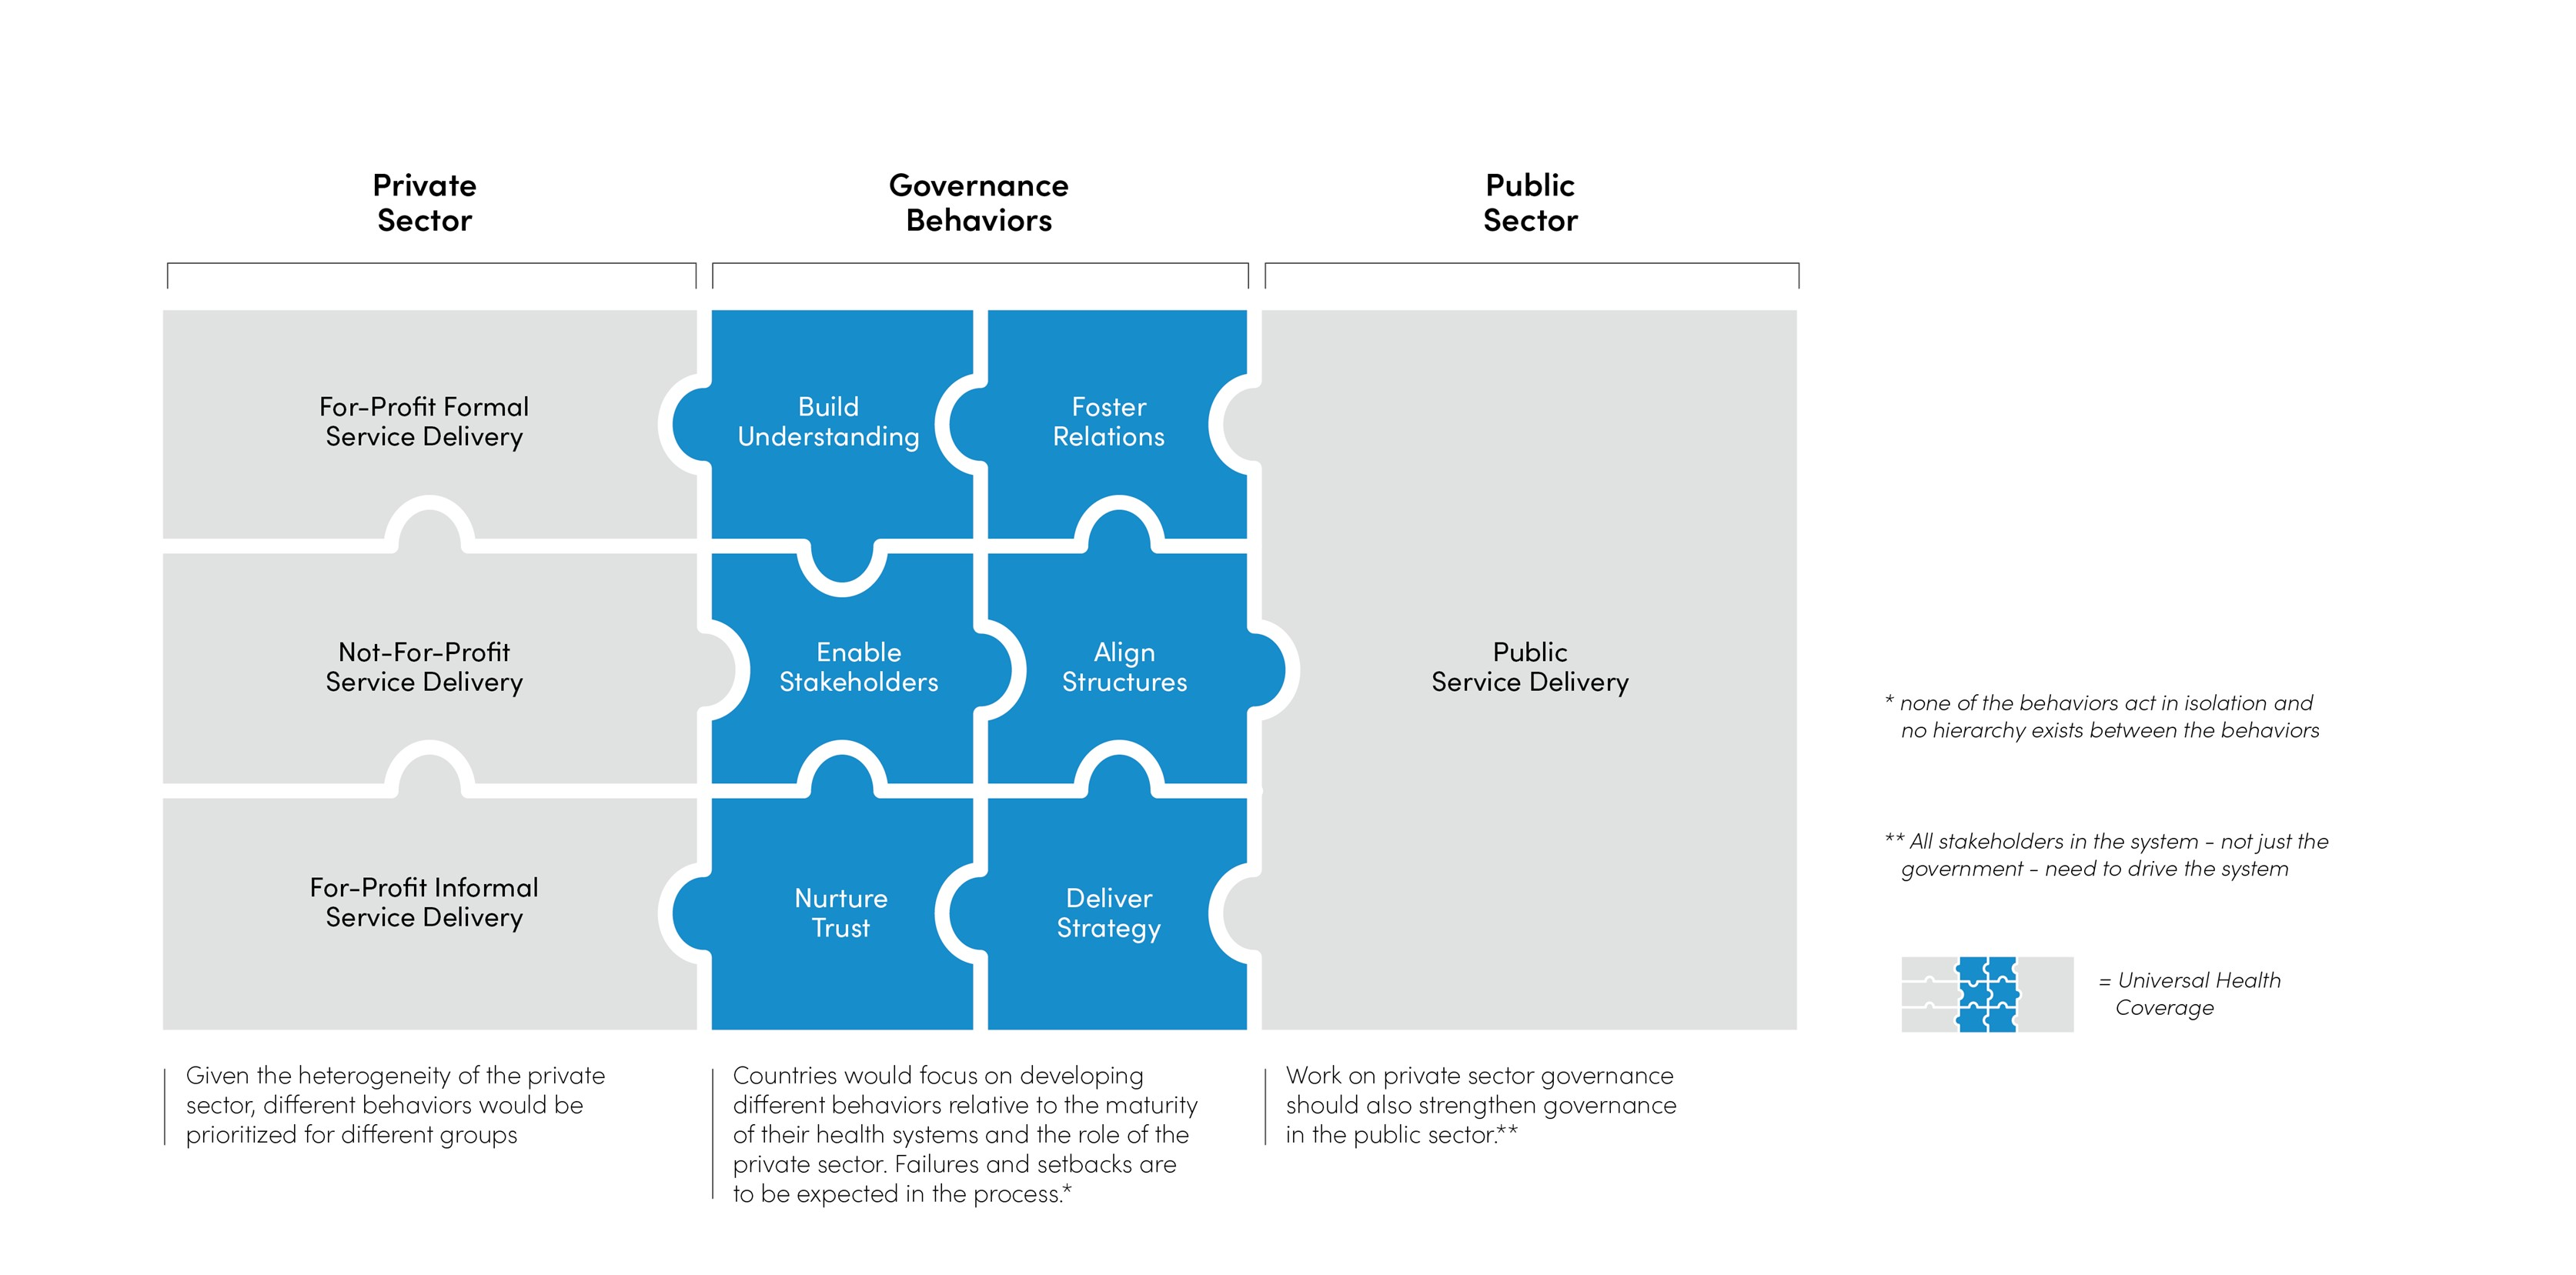 Private
Sector
Governance
Behaviors
Public
Sector
For-Profit Formal
Service Delivery
Build
Understanding
Foster
Relations
Not-For-Profit
Service Delivery
Enable
Stakeholders
Align
Structures
Public
Service Delivery
For-Profit Informal
Service Delivery
Nurture
Trust
Deliver
Strategy
* none of the behaviors act in isolation and
no hierarchy exists between the behaviors
** All stakeholders in the system - not just the
government - need to drive the system
= Universal Health
Coverage
Given the heterogeneity of the private
sector, different behaviors would be
prioritized for different groups
Countries would focus on developing
different behaviors relative to the maturity
of their health systems and the role of the
private sector. Failures and setbacks are
to be expected in the process.*
Work on private sector governance
should also strengthen governance
in the public sector.**